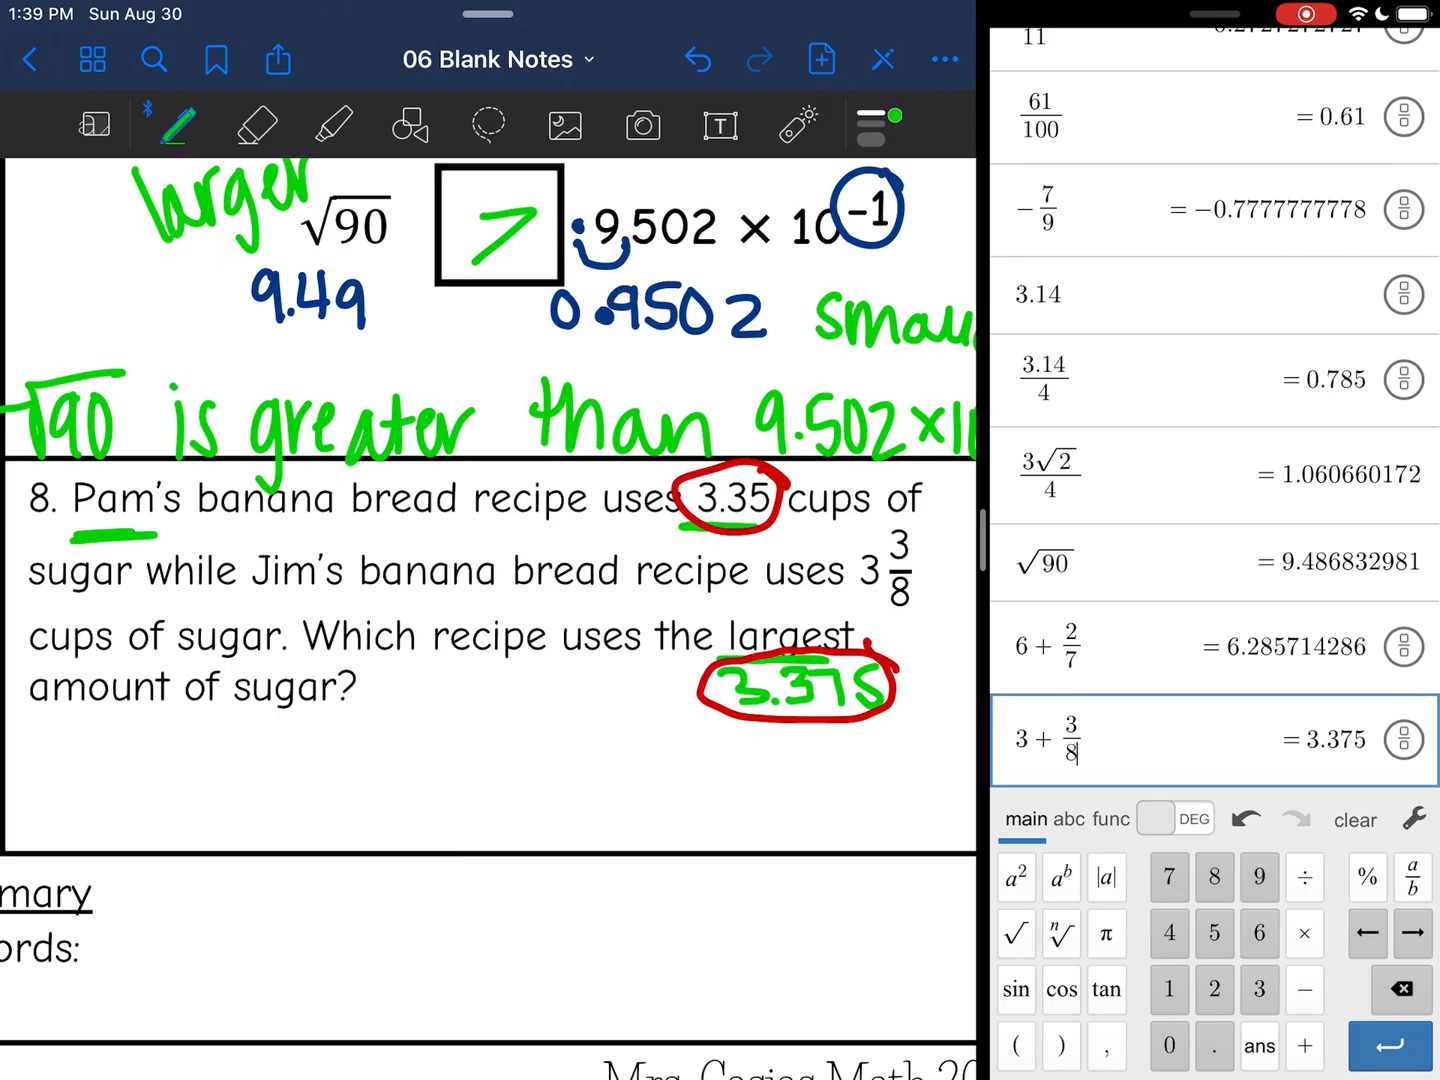 1:39 PM Sun Aug 30
06 Blank Notes
T
larger
√90 > 9.502 × 10⁻¹
9.49 0.9502
√90 is greater than 9.502×1
8. Pam's banana bread recipe uses 3.35 cups of
sugar while Jim's banana bread recipe uses 3 3/8
cups of sugar. Which recipe uses the largest
amount of sugar?
3.375
mary
ords:
11
61/100 = 0.61
−7/9 = −0.7777777778
3.14
3.14/4 = 0.785
3√2/4 = 1.060660172
√90 = 9.486832981
6 + 2/7 = 6.285714286
3 + 3/8 = 3.375
main abc func DEG clear
a² aᵇ |a| 7 8 9 ÷ % a/b
√ ⁿ√ π 4 5 6 × ← →
sin cos tan 1 2 3 −
( ) , 0 . ans +